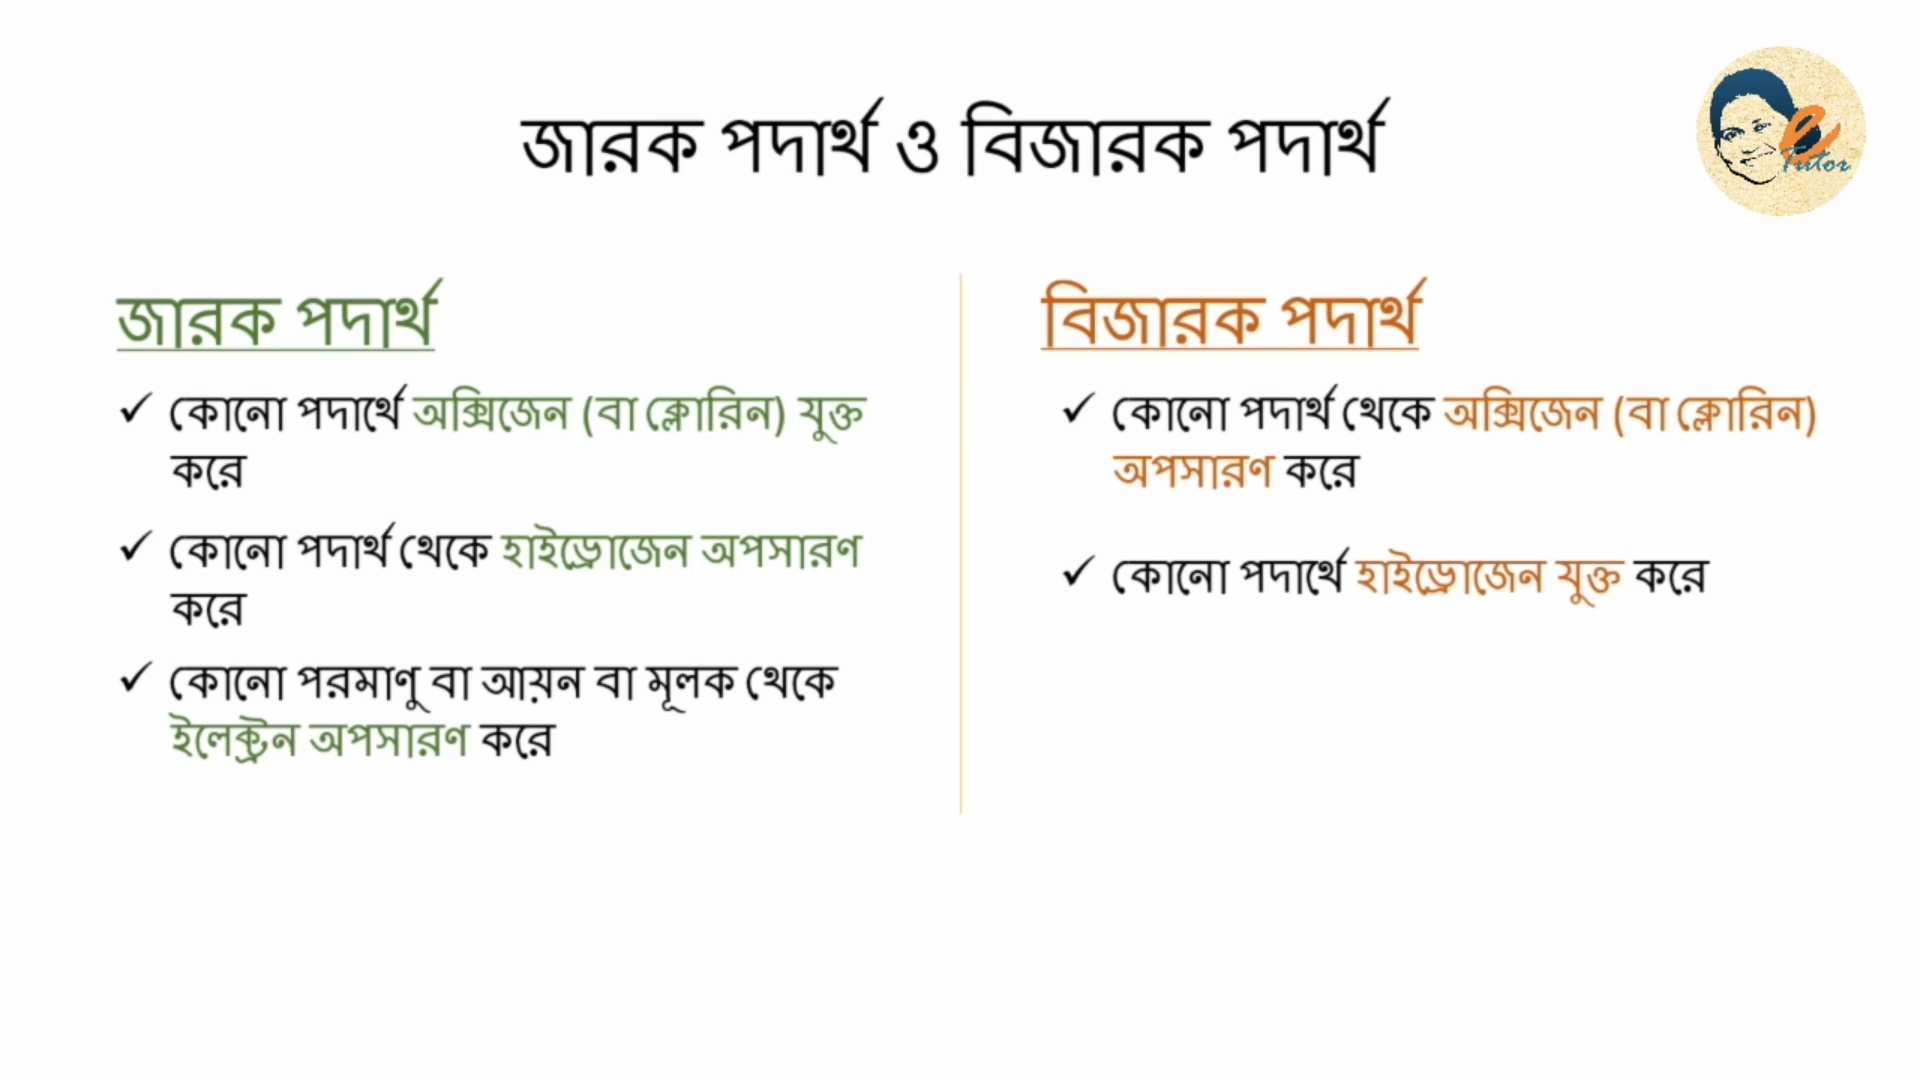 জারক পদার্থ ও বিজারক পদার্থ
e
Tutor
জারক পদার্থ
✓ কোনো পদার্থে অক্সিজেন (বা ক্লোরিন) যুক্ত
করে
✓ কোনো পদার্থ থেকে হাইড্রোজেন অপসারণ
করে
✓ কোনো পরমাণু বা আয়ন বা মূলক থেকে
ইলেক্ট্রন অপসারণ করে
বিজারক পদার্থ
✓ কোনো পদার্থ থেকে অক্সিজেন (বা ক্লোরিন)
অপসারণ করে
✓ কোনো পদার্থে হাইড্রোজেন যুক্ত করে